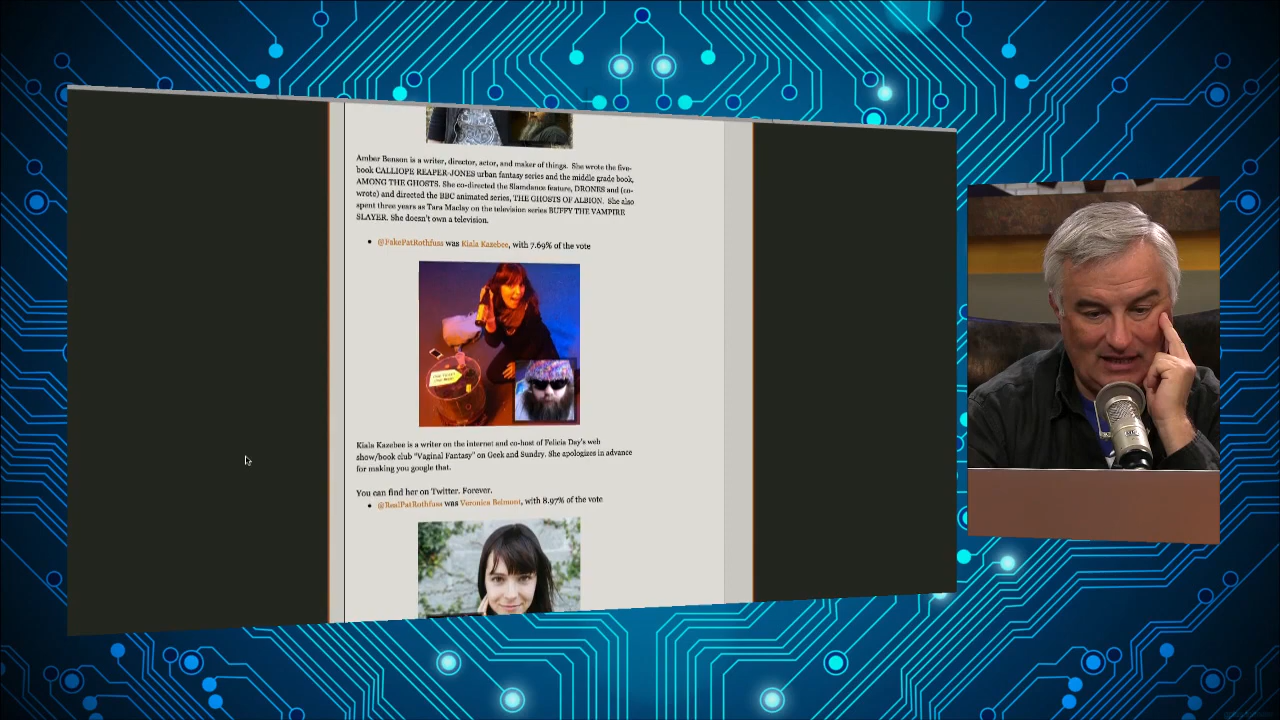 Amber Benson is a writer, director, actor, and maker of things. She wrote the five-
book CALLIOPE REAPER-JONES urban fantasy series and the middle grade book,
AMONG THE GHOSTS. She co-directed the Slamdance feature, DRONES and (co-
wrote) and directed the BBC animated series, THE GHOSTS OF ALBION. She also
spent three years as Tara Maclay on the television series BUFFY THE VAMPIRE
SLAYER. She doesn't own a television.
• @FakePatRothfuss was Kiala Kazebee, with 7.69% of the vote
Kiala Kazebee is a writer on the internet and co-host of Felicia Day's web
show/book club "Vaginal Fantasy" on Geek and Sundry. She apologizes in advance
for making you google that.
You can find her on Twitter. Forever.
• @RealPatRothfuss was Veronica Belmont, with 8.97% of the vote